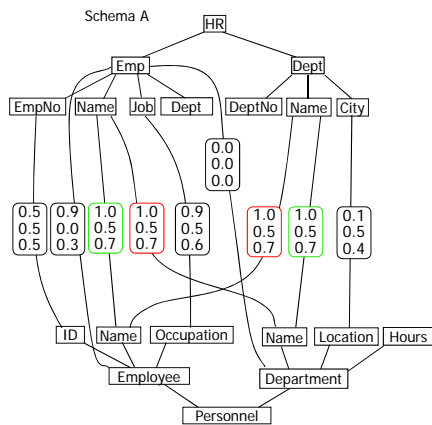 Schema A
HR
Emp Dept
EmpNo Name Job Dept DeptNo Name City
0.0
0.0
0.0
0.5 0.9 1.0 1.0 0.9 1.0 1.0 0.1
0.5 0.0 0.5 0.5 0.5 0.5 0.5 0.5
0.5 0.3 0.7 0.7 0.6 0.7 0.7 0.4
ID Name Occupation Name Location Hours
Employee Department
Personnel